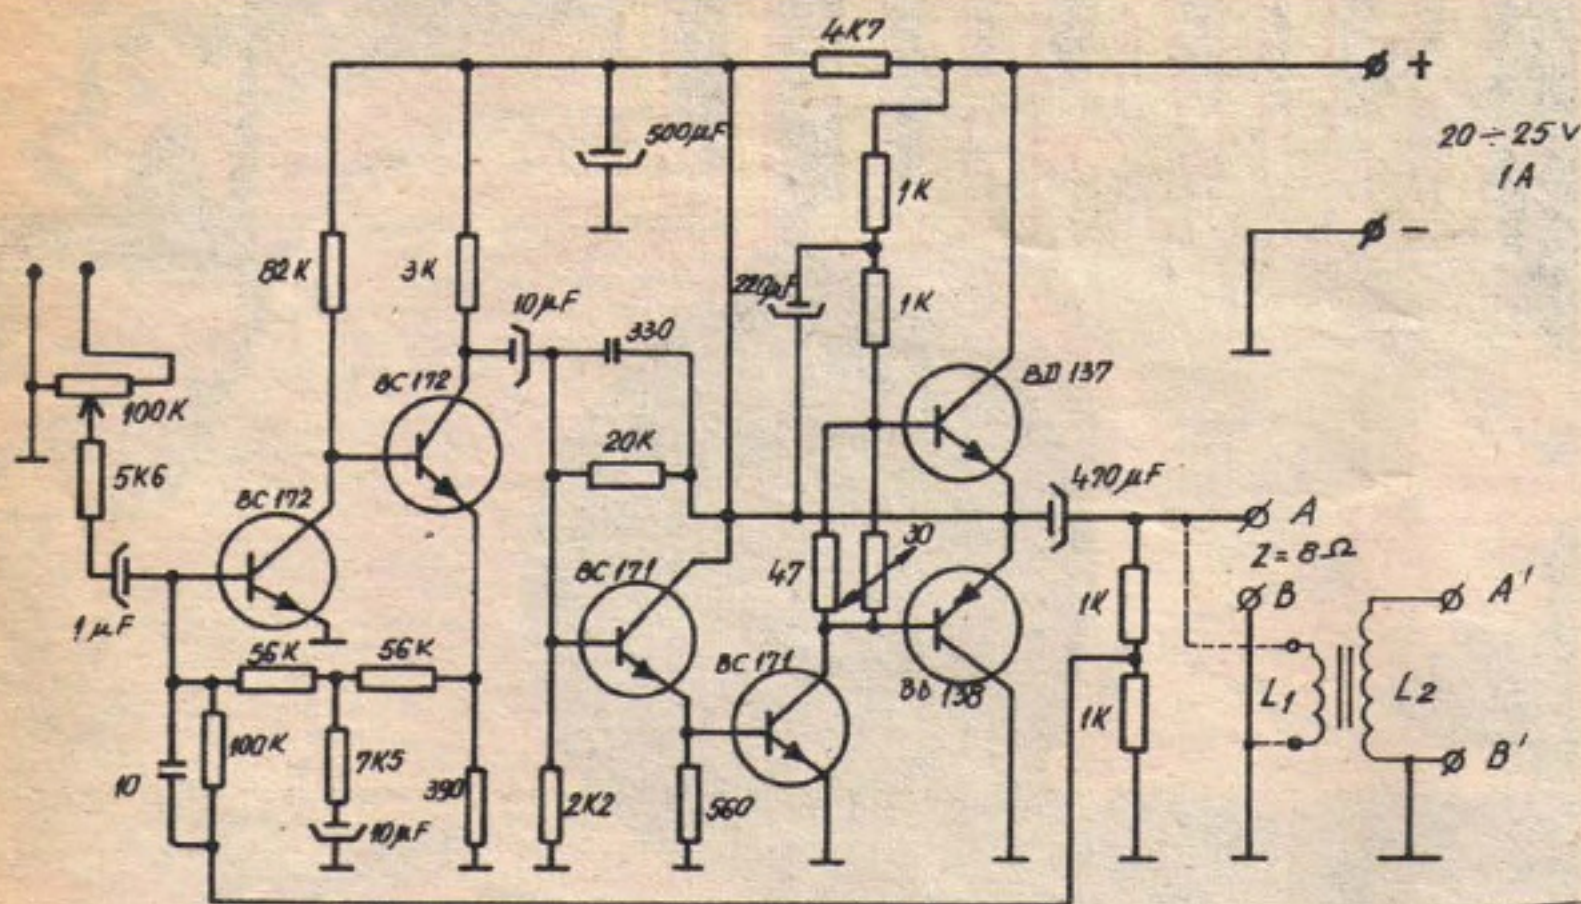 4K7
+
500µF
20÷25V
1A
1K
-
82K
3K
220µF
1K
10µF
330
BC172
BD137
100K
20K
5K6
470µF
BC172
A
30
Z=8Ω
47
BC171
B
A'
1µF
1K
56K
56K
BC171
138
L1
L2
1K
100K
7K5
B'
10
390
2K2
560
10µF